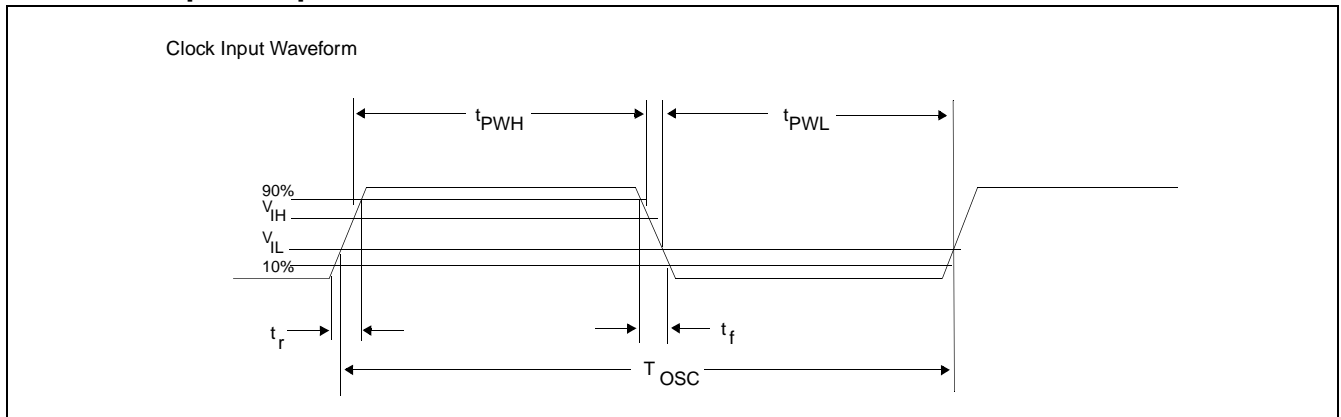 Clock Input Waveform
tPWH
tPWL
90%
VIH
VIL
10%
tr
tf
TOSC